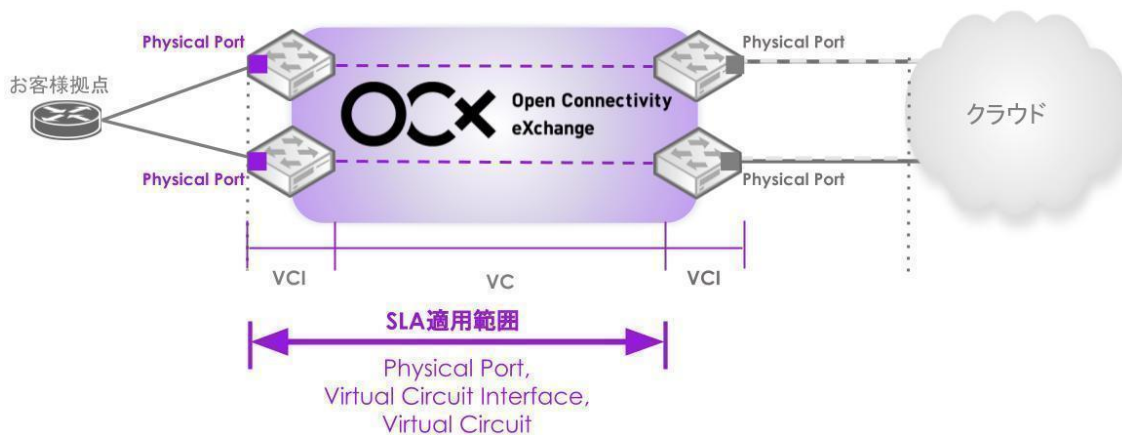 Physical Port
Physical Port
お客様拠点
OCX Open Connectivity
eXchange
クラウド
Physical Port
Physical Port
VCI
VC
VCI
SLA適用範囲
Physical Port,
Virtual Circuit Interface,
Virtual Circuit